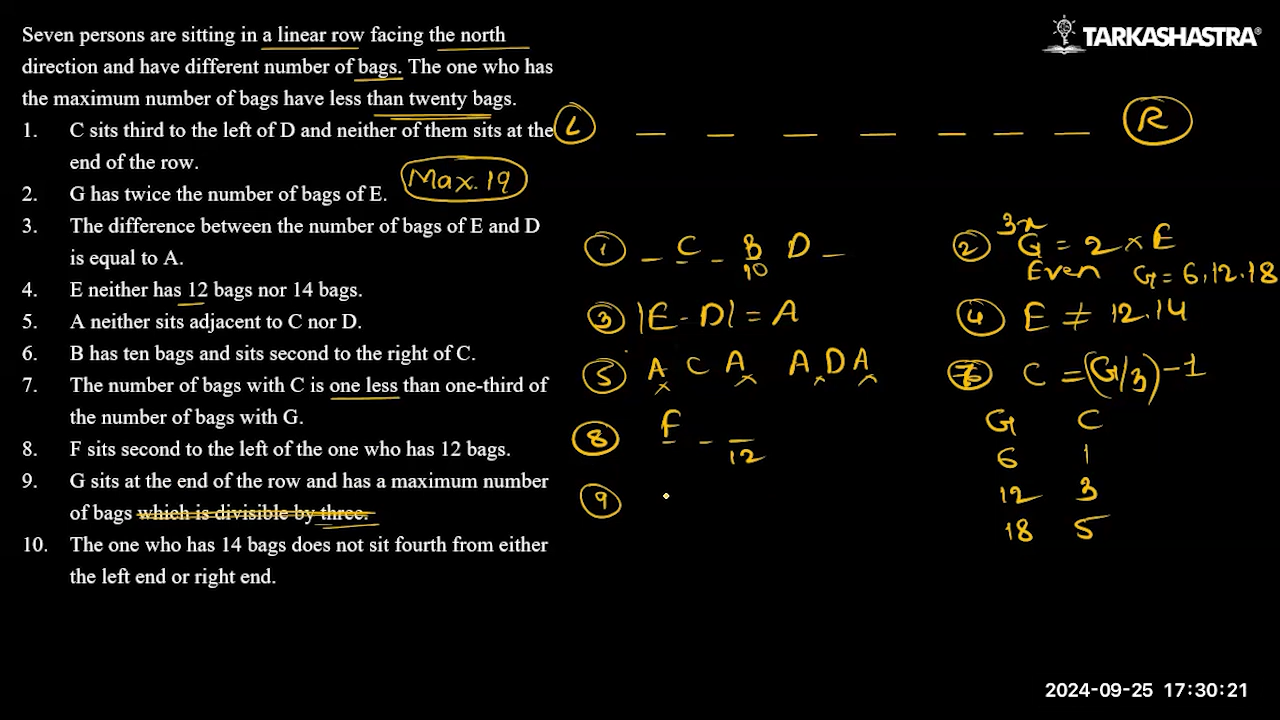 Seven persons are sitting in a linear row facing the north
direction and have different number of bags. The one who has
the maximum number of bags have less than twenty bags.
1. C sits third to the left of D and neither of them sits at the
end of the row.
2. G has twice the number of bags of E.
3. The difference between the number of bags of E and D
is equal to A.
4. E neither has 12 bags nor 14 bags.
5. A neither sits adjacent to C nor D.
6. B has ten bags and sits second to the right of C.
7. The number of bags with C is one less than one-third of
the number of bags with G.
8. F sits second to the left of the one who has 12 bags.
9. G sits at the end of the row and has a maximum number
of bags which is divisible by three.
10. The one who has 14 bags does not sit fourth from either
the left end or right end.
TARKASHASTRA®
L _ _ _ _ _ _ _ R
Max. 19
① _ C _ B D _
10
② G = 2 × E
3x
Even G = 6, 12, 18
③ |E - D| = A
④ E ≠ 12, 14
⑤ A C A A, D A
× × × ×
⑦ C = (G/3) - 1
G C
6 1
12 3
18 5
⑧ F _ _
12
⑨
2024-09-25 17:30:21